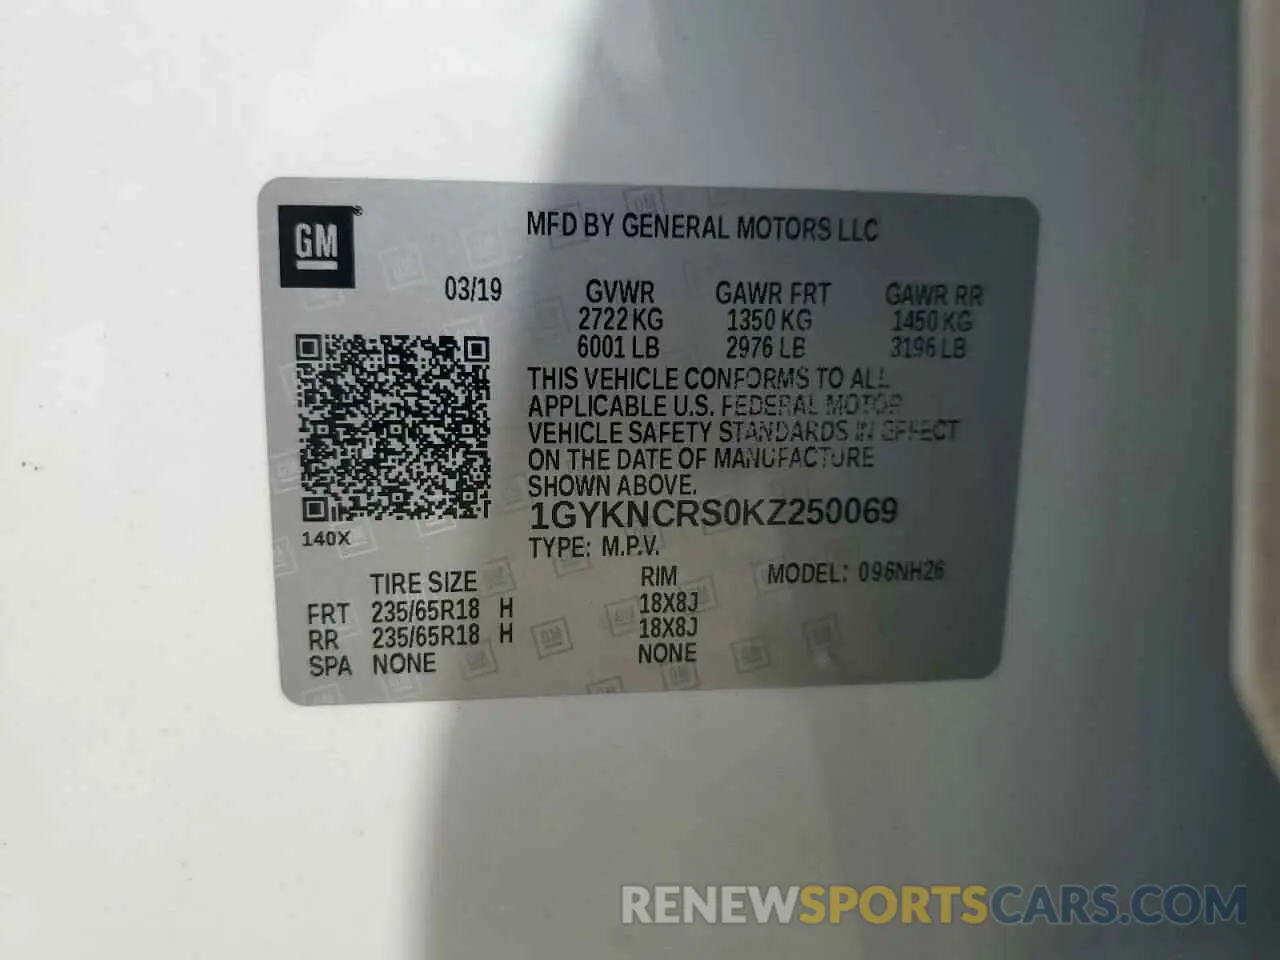 GM®
MFD BY GENERAL MOTORS LLC
03/19 GVWR GAWR FRT GAWR RR
2722 KG 1350 KG 1450 KG
6001 LB 2976 LB 3196 LB
THIS VEHICLE CONFORMS TO ALL
APPLICABLE U.S. FEDERAL MOTOR
VEHICLE SAFETY STANDARDS IN EFFECT
ON THE DATE OF MANUFACTURE
SHOWN ABOVE.
1GYKNCRS0KZ250069
140X
TYPE: M.P.V.
TIRE SIZE RIM MODEL: 096NH26
FRT 235/65R18 H 18X8J
RR 235/65R18 H 18X8J
SPA NONE NONE
RENEWSPORTSCARS.COM